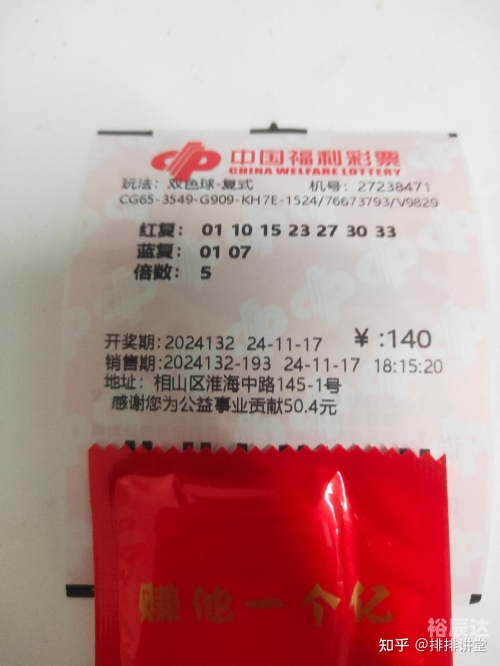 中国福利彩票
CHINA WELFARE LOTTERY
玩法：双色球-复式 机号：27238471
CG65-3549-G909-KH7E-1524/76673793/V9829
红复： 01 10 15 23 27 30 33
蓝复： 01 07
倍数： 5
开奖期:2024132 24-11-17 ￥:140
销售期:2024132-193 24-11-17 18:15:20
地址：相山区淮海中路145-1号
感谢您为公益事业贡献50.4元
赚他一个亿
裕辰达
知乎 @排排讲堂